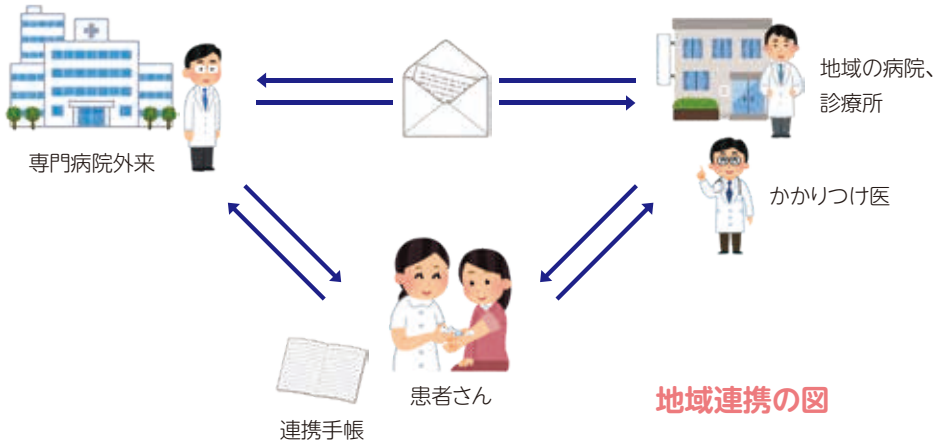 専門病院外来
地域の病院、
診療所
かかりつけ医
患者さん
連携手帳
地域連携の図